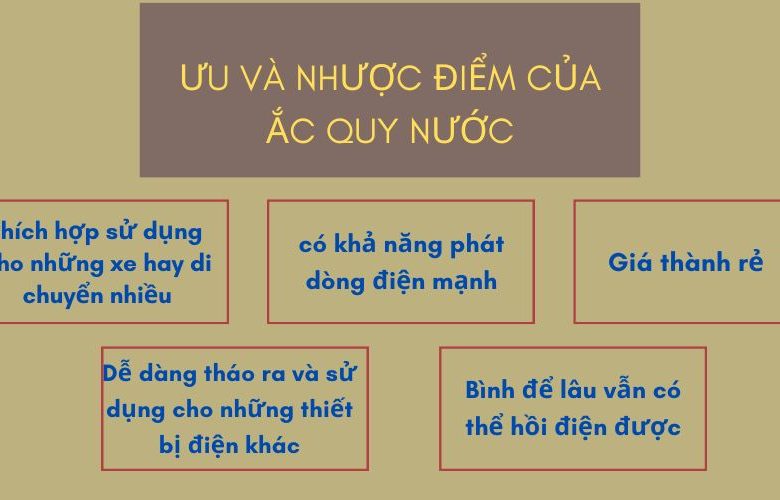 ƯU VÀ NHƯỢC ĐIỂM CỦA
ẮC QUY NƯỚC
hích hợp sử dụng
ho những xe hay di
chuyển nhiều
có khả năng phát
dòng điện mạnh
Giá thành rẻ
Dễ dàng tháo ra và sử
dụng cho những thiết
bị điện khác
Bình để lâu vẫn có
thể hồi điện được